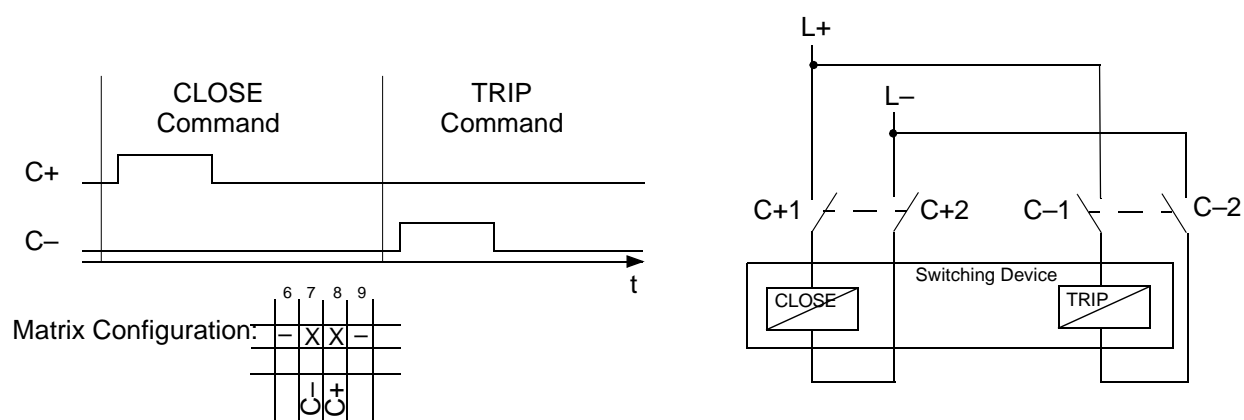 CLOSE
Command
TRIP
Command
C+
C–
t
6 7 8 9
Matrix Configuration: – X X –
C– C+
L+
L–
C+1 C+2 C–1 C–2
Switching Device
CLOSE TRIP